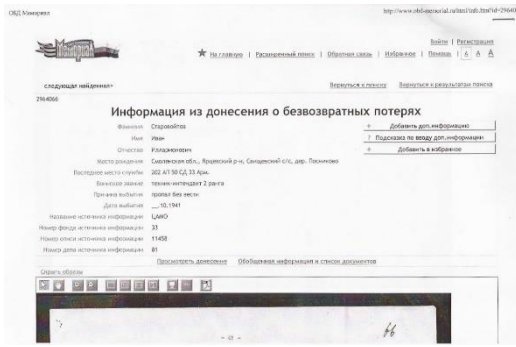 ОБД Мемориал
http://www.obd-memorial.ru/html/info.htm?id=29640
Мемориал
Войти | Регистрация
На главную | Расширенный поиск | Обратная связь | Избранное | Помощь | А А А
следующая найденная»
Вернуться к поиску Вернуться к результатам поиска
2964066
Информация из донесения о безвозвратных потерях
Фамилия Старовойтов
+ Добавить доп.информацию
Имя Иван
? Подсказка по вводу доп.информации
Отчество Илларионович
+ Добавить в избранное
Место рождения Смоленская обл., Ярцевский р-н, с/с, дер.
Последнее место службы 202 АП 50 СД 33 Арм.
Воинское звание техник-интендант 2 ранга
Причина выбытия пропал без вести
Дата выбытия __.10.1941
Название источника информации ЦАМО
Номер фонда источника информации 33
Номер описи источника информации 11458
Номер дела источника информации 81
Просмотреть донесение Обобщенная информация и список документов
Скрыть образы
66